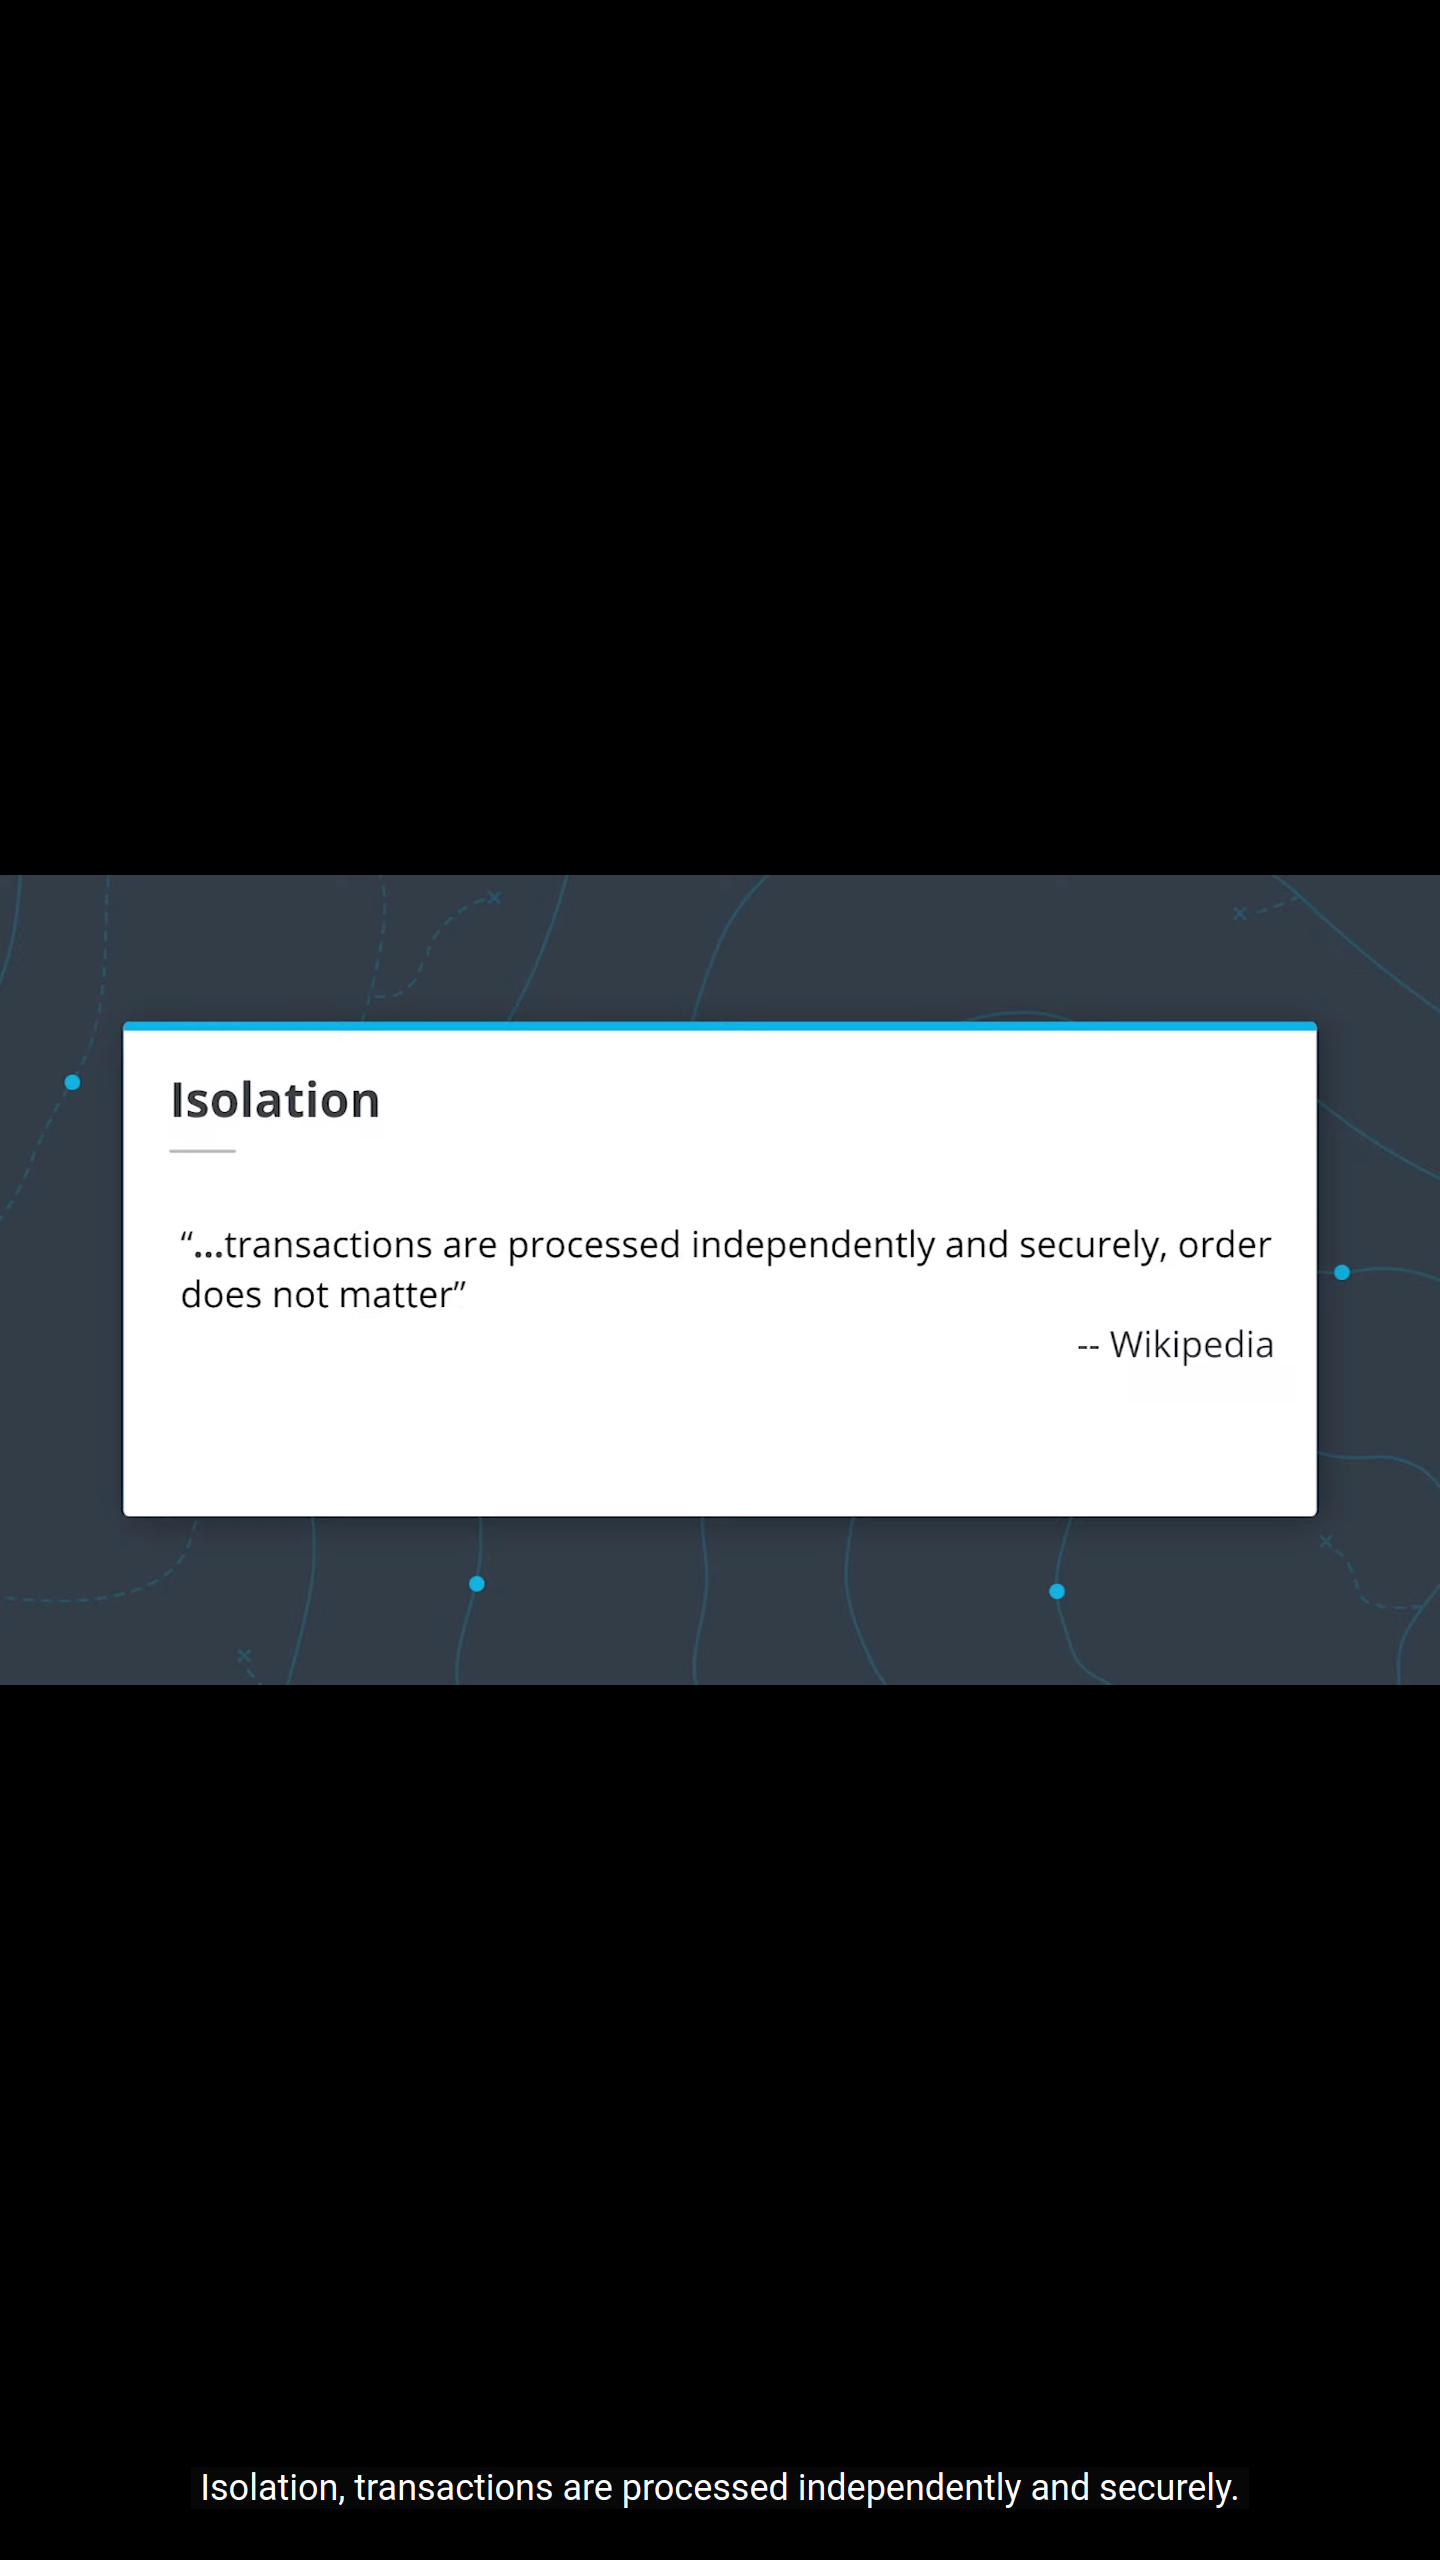 Isolation
“...transactions are processed independently and securely, order
does not matter”
-- Wikipedia
Isolation, transactions are processed independently and securely.